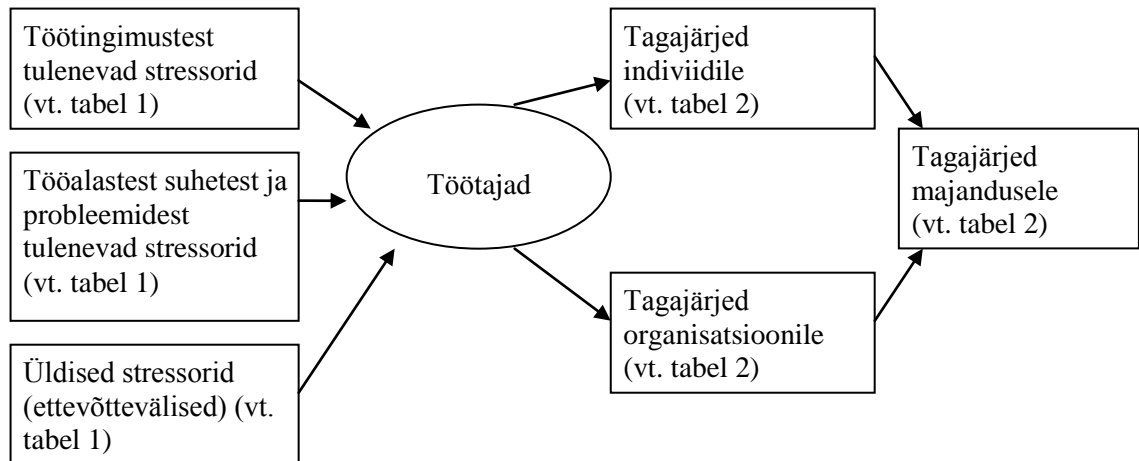 Töötingimustest
tulenevad stressorid
(vt. tabel 1)
Tööalastest suhetest ja
probleemidest
tulenevad stressorid
(vt. tabel 1)
Üldised stressorid
(ettevõttevälised) (vt.
tabel 1)
Töötajad
Tagajärjed
indiviidile
(vt. tabel 2)
Tagajärjed
organisatsioonile
(vt. tabel 2)
Tagajärjed
majandusele
(vt. tabel 2)